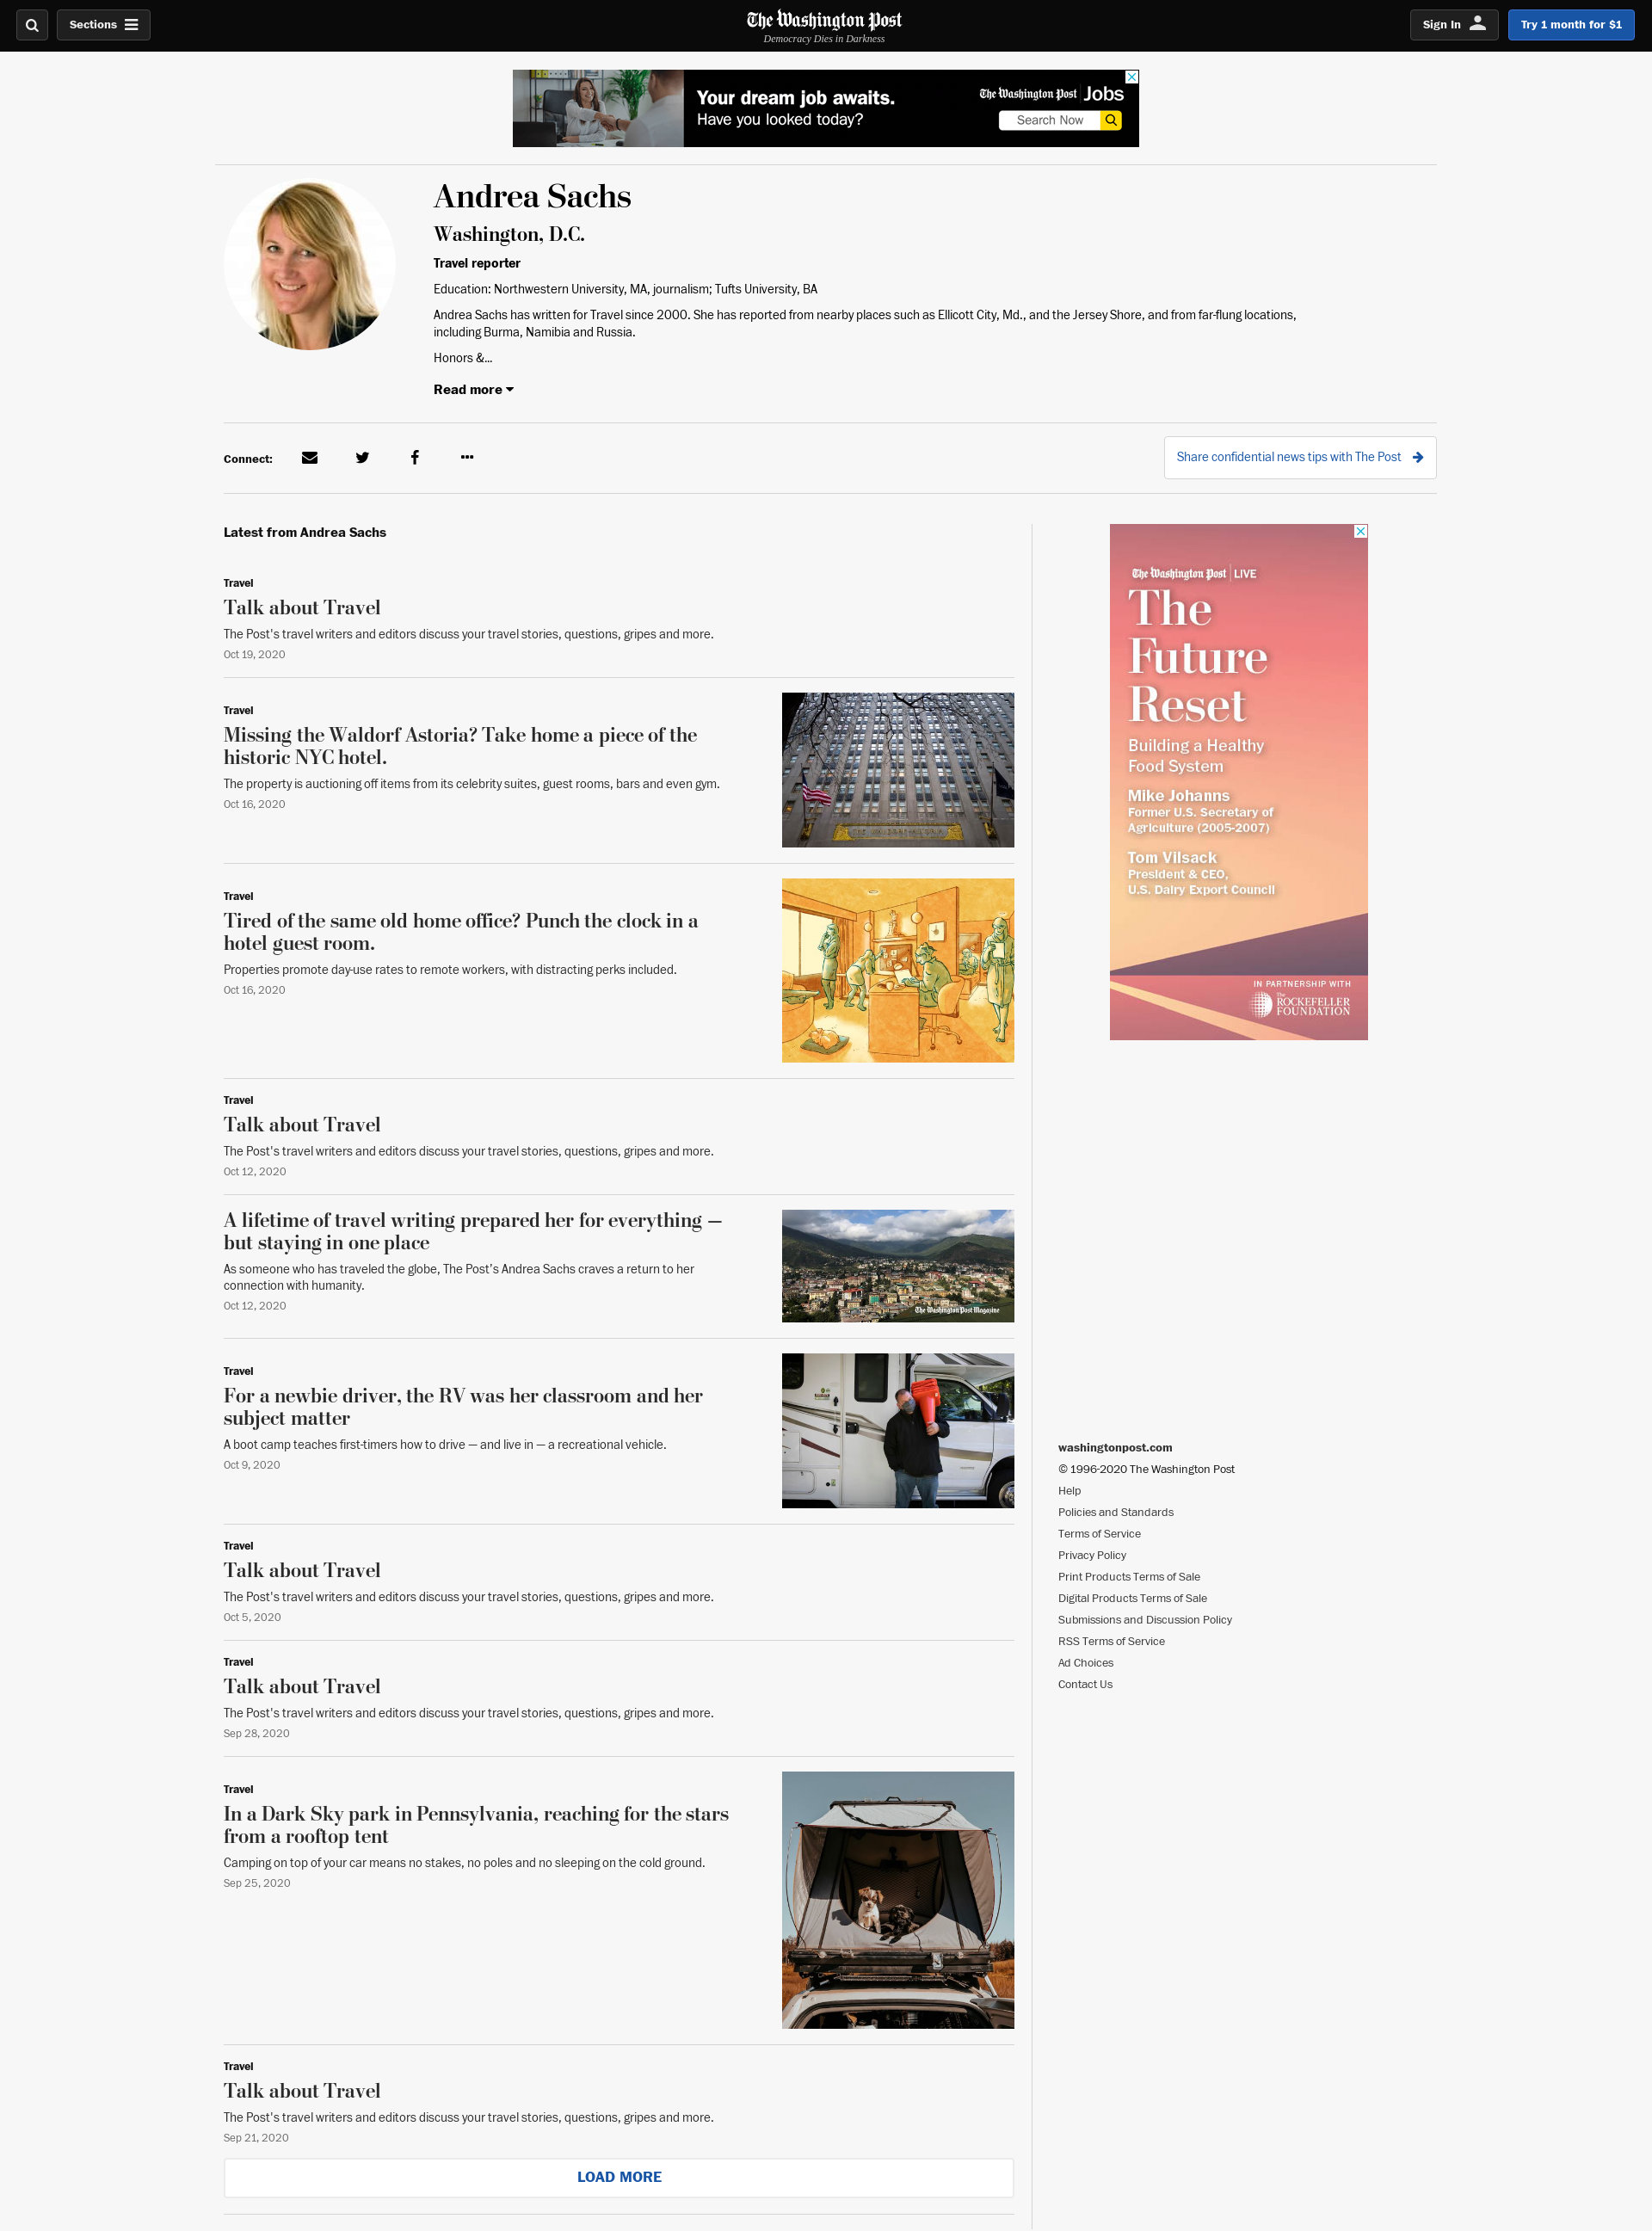 Sections
The Washington Post
Democracy Dies in Darkness
Sign In
Try 1 month for $1
Your dream job awaits.
Have you looked today?
The Washington Post Jobs
Search Now
Andrea Sachs
Washington, D.C.
Travel reporter
Education: Northwestern University, MA, journalism; Tufts University, BA
Andrea Sachs has written for Travel since 2000. She has reported from nearby places such as Ellicott City, Md., and the Jersey Shore, and from far-flung locations,
including Burma, Namibia and Russia.
Honors &...
Read more
Connect:
Share confidential news tips with The Post
Latest from Andrea Sachs
Travel
Talk about Travel
The Post's travel writers and editors discuss your travel stories, questions, gripes and more.
Oct 19, 2020
Travel
Missing the Waldorf Astoria? Take home a piece of the
historic NYC hotel.
The property is auctioning off items from its celebrity suites, guest rooms, bars and even gym.
Oct 16, 2020
Travel
Tired of the same old home office? Punch the clock in a
hotel guest room.
Properties promote day-use rates to remote workers, with distracting perks included.
Oct 16, 2020
Travel
Talk about Travel
The Post's travel writers and editors discuss your travel stories, questions, gripes and more.
Oct 12, 2020
A lifetime of travel writing prepared her for everything —
but staying in one place
As someone who has traveled the globe, The Post's Andrea Sachs craves a return to her
connection with humanity.
Oct 12, 2020
The Washington Post Magazine
Travel
For a newbie driver, the RV was her classroom and her
subject matter
A boot camp teaches first-timers how to drive — and live in — a recreational vehicle.
Oct 9, 2020
Travel
Talk about Travel
The Post's travel writers and editors discuss your travel stories, questions, gripes and more.
Oct 5, 2020
Travel
Talk about Travel
The Post's travel writers and editors discuss your travel stories, questions, gripes and more.
Sep 28, 2020
Travel
In a Dark Sky park in Pennsylvania, reaching for the stars
from a rooftop tent
Camping on top of your car means no stakes, no poles and no sleeping on the cold ground.
Sep 25, 2020
Travel
Talk about Travel
The Post's travel writers and editors discuss your travel stories, questions, gripes and more.
Sep 21, 2020
LOAD MORE
The Washington Post LIVE
The
Future
Reset
Building a Healthy
Food System
Mike Johanns
Former U.S. Secretary of
Agriculture (2005-2007)
Tom Vilsack
President & CEO,
U.S. Dairy Export Council
IN PARTNERSHIP WITH
The
ROCKEFELLER
FOUNDATION
washingtonpost.com
© 1996-2020 The Washington Post
Help
Policies and Standards
Terms of Service
Privacy Policy
Print Products Terms of Sale
Digital Products Terms of Sale
Submissions and Discussion Policy
RSS Terms of Service
Ad Choices
Contact Us